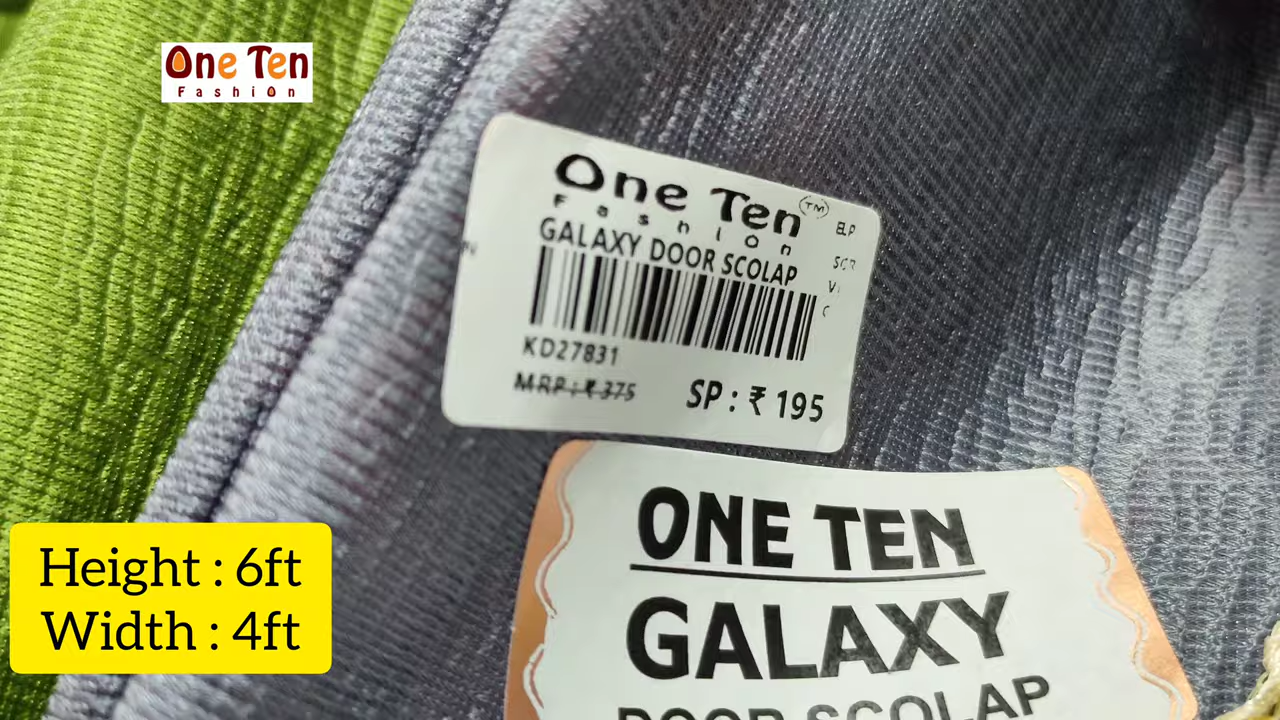 One Ten
Fashion
One Ten TM
Fashion
GALAXY DOOR SCOLAP
KD27831
MRP : ₹ 375
SP : ₹ 195
ELP
ONE TEN
GALAXY
DOOR SCOLAP
Height : 6ft
Width : 4ft